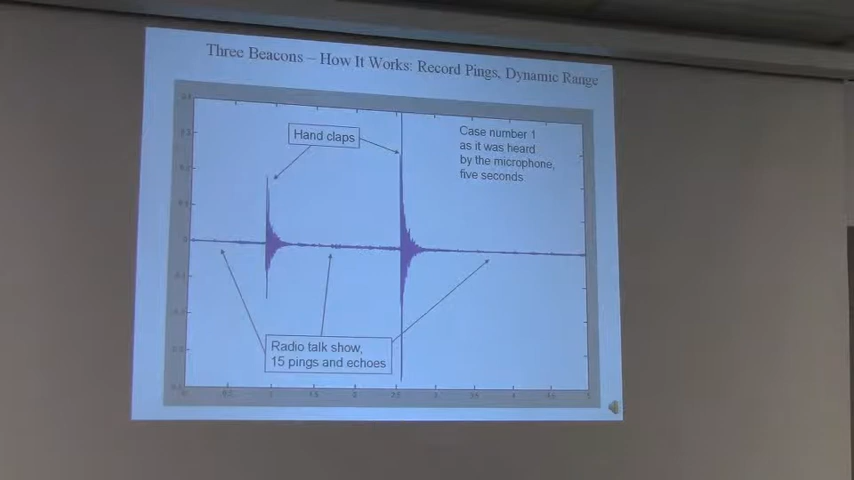 Three Beacons – How It Works: Record Pings, Dynamic Range
Hand claps
Case number 1
as it was heard
by the microphone,
five seconds.
Radio talk show,
15 pings and echoes